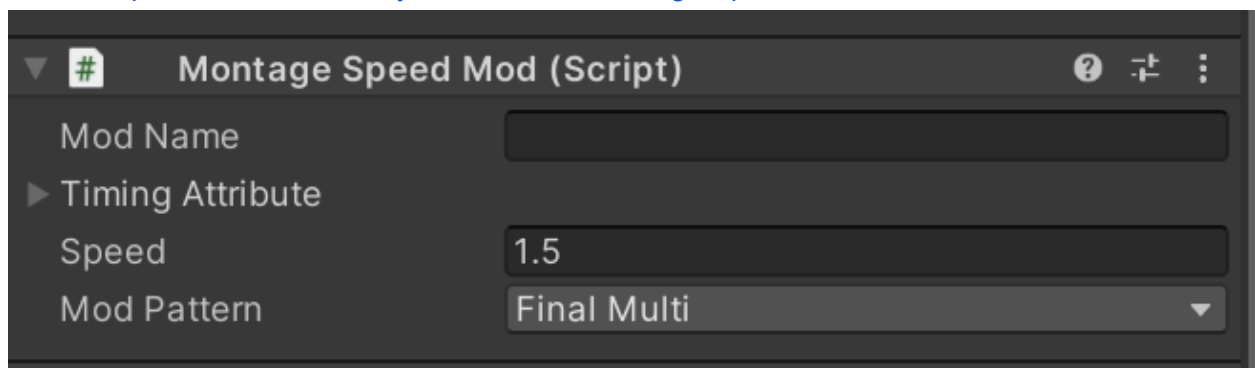 # Montage Speed Mod (Script)
Mod Name
Timing Attribute
Speed 1.5
Mod Pattern Final Multi